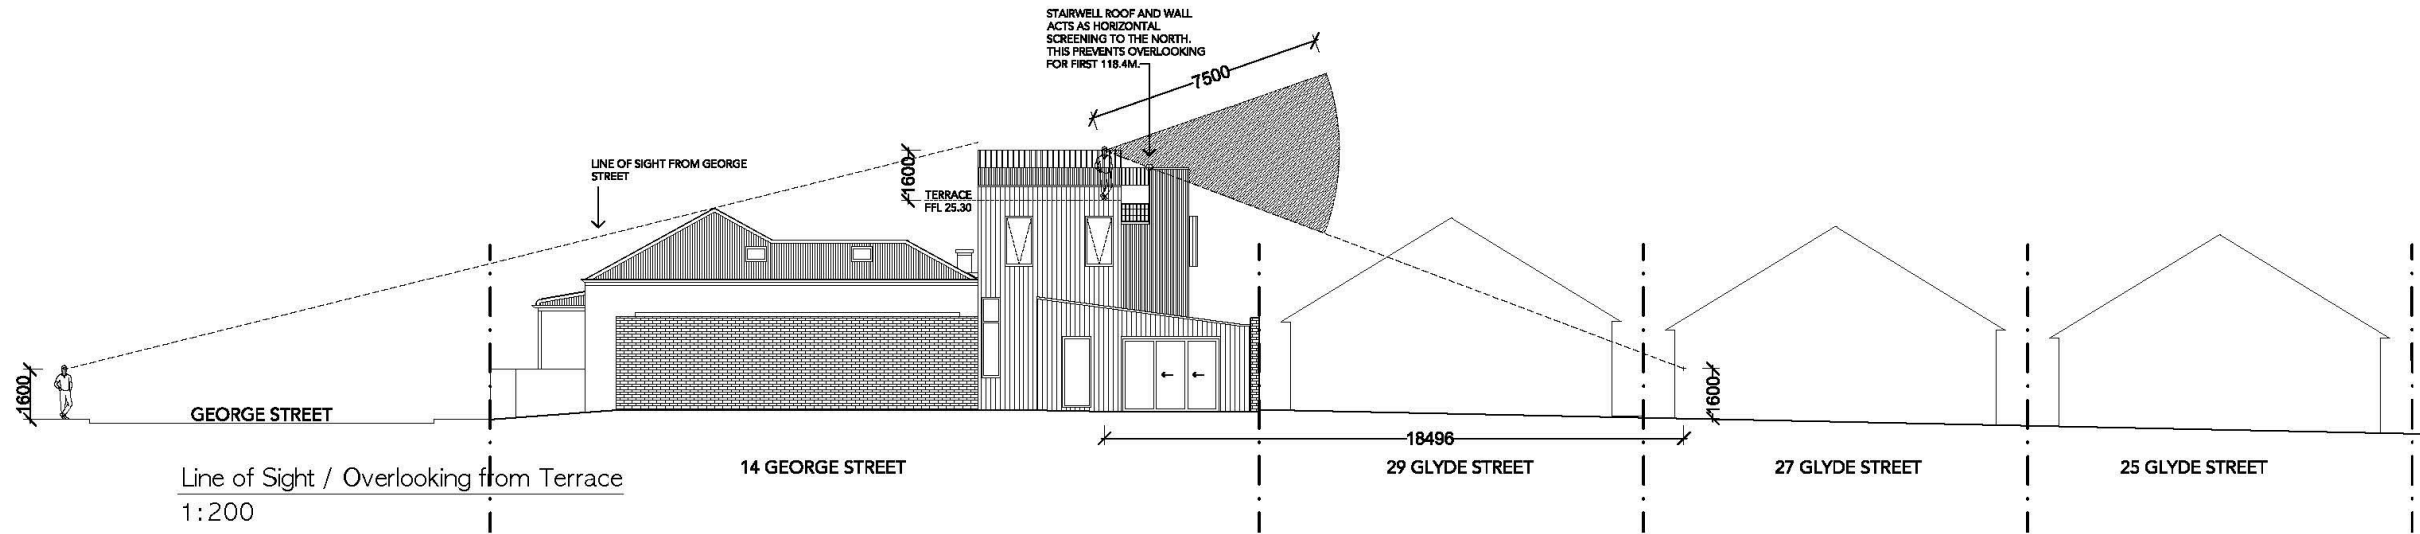 STAIRWELL ROOF AND WALL
ACTS AS HORIZONTAL
SCREENING TO THE NORTH.
THIS PREVENTS OVERLOOKING
FOR FIRST 118.4M.
7500
LINE OF SIGHT FROM GEORGE
STREET
1600
TERRACE
FFL 25.30
1600
GEORGE STREET
1600
18496
14 GEORGE STREET
29 GLYDE STREET
27 GLYDE STREET
25 GLYDE STREET
Line of Sight / Overlooking from Terrace
1:200